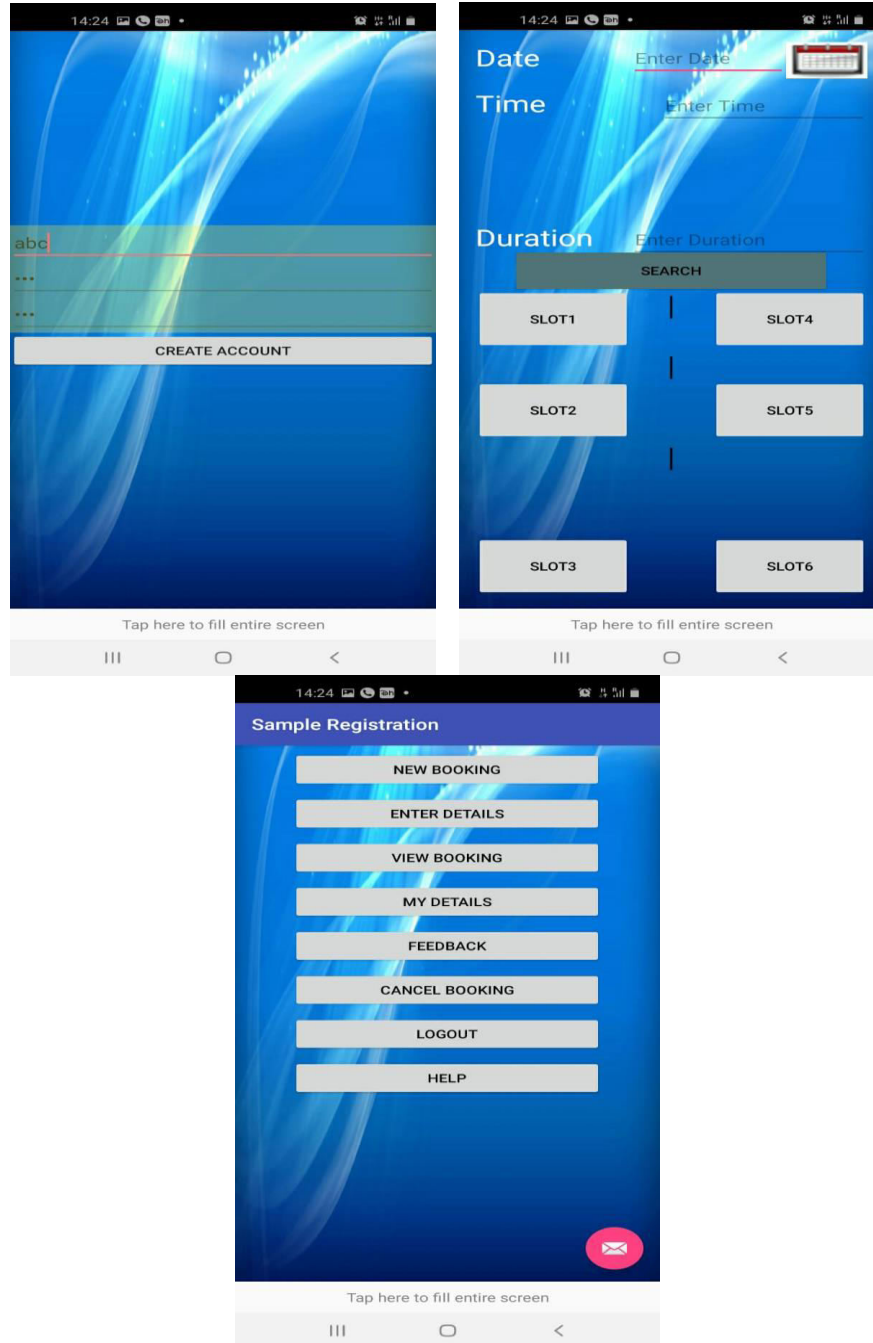 14:24
abc
•••
•••
CREATE ACCOUNT
Tap here to fill entire screen
14:24
Date Enter Date
Time Enter Time
Duration Enter Duration
SEARCH
SLOT1 SLOT4
SLOT2 SLOT5
SLOT3 SLOT6
Tap here to fill entire screen
14:24
Sample Registration
NEW BOOKING
ENTER DETAILS
VIEW BOOKING
MY DETAILS
FEEDBACK
CANCEL BOOKING
LOGOUT
HELP
Tap here to fill entire screen